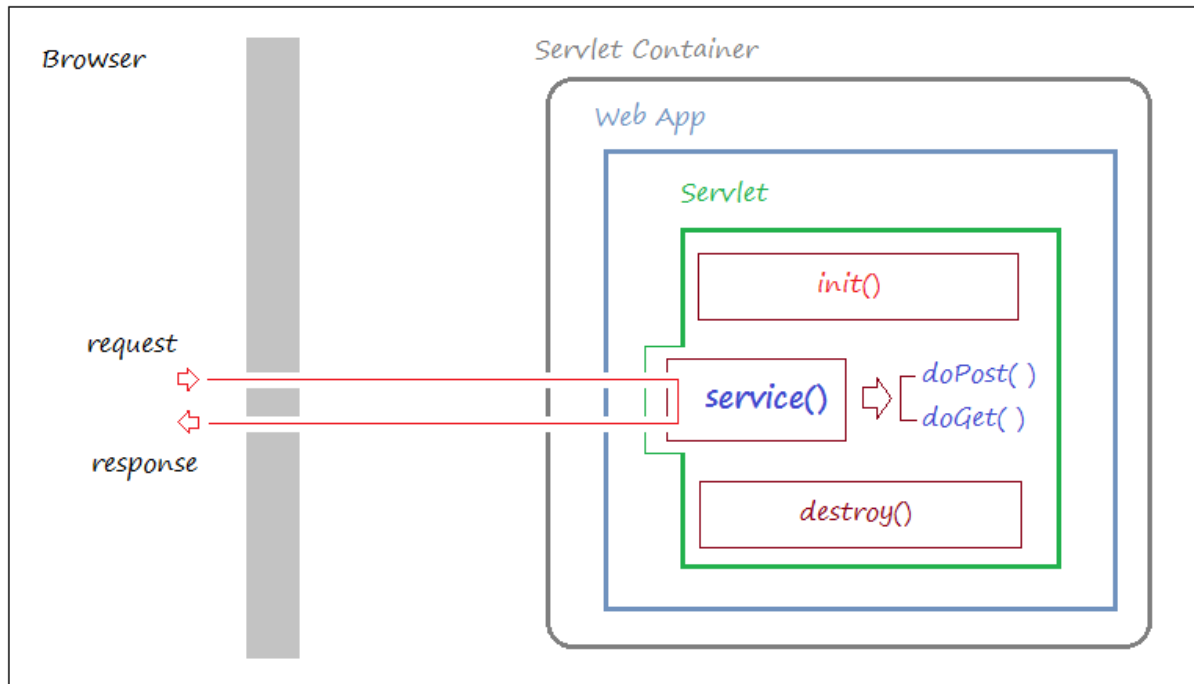 Browser
Servlet Container
Web App
Servlet
init()
request
service()
doPost( )
doGet( )
response
destroy()